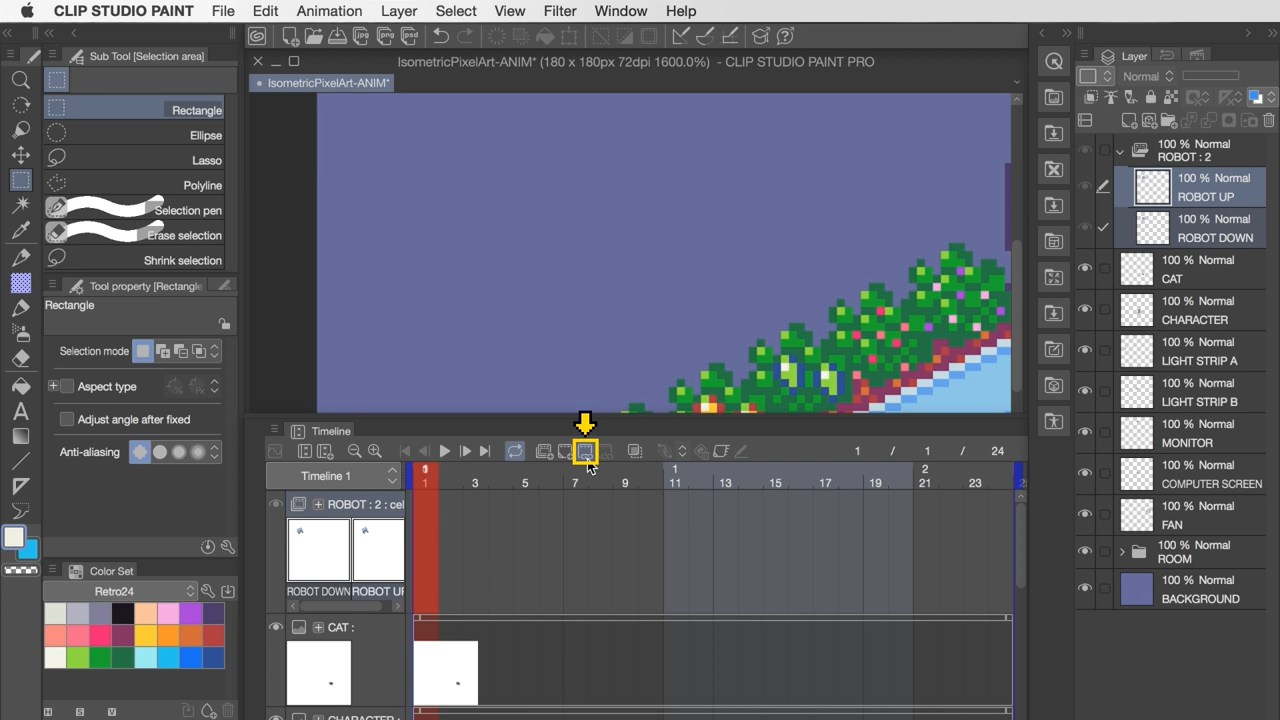 CLIP STUDIO PAINT File Edit Animation Layer Select View Filter Window Help
Sub Tool [Selection area]
Rectangle
Ellipse
Lasso
Polyline
Selection pen
Erase selection
Shrink selection
Tool property [Rectangle
Rectangle
Selection mode
Aspect type
Adjust angle after fixed
Anti-aliasing
Color Set
Retro24
H S V
IsometricPixelArt-ANIM* (180 x 180px 72dpi 1600.0%) - CLIP STUDIO PAINT PRO
IsometricPixelArt-ANIM*
Timeline
1 / 1 / 24
Timeline 1
1 1 2
1 3 5 7 9 11 13 15 17 19 21 23
ROBOT : 2 : cel
ROBOT DOWN ROBOT UP
CAT :
CHARACTER :
Layer
Normal
100 % Normal
ROBOT : 2
100 % Normal
ROBOT UP
100 % Normal
ROBOT DOWN
100 % Normal
CAT
100 % Normal
CHARACTER
100 % Normal
LIGHT STRIP A
100 % Normal
LIGHT STRIP B
100 % Normal
MONITOR
100 % Normal
COMPUTER SCREEN
100 % Normal
FAN
100 % Normal
ROOM
100 % Normal
BACKGROUND